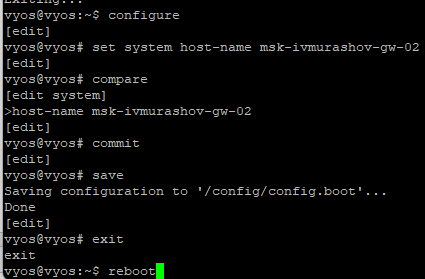 Exiting...
vyos@vyos:~$ configure
[edit]
vyos@vyos# set system host-name msk-ivmurashov-gw-02
[edit]
vyos@vyos# compare
[edit system]
>host-name msk-ivmurashov-gw-02
[edit]
vyos@vyos# commit
[edit]
vyos@vyos# save
Saving configuration to '/config/config.boot'...
Done
[edit]
vyos@vyos# exit
exit
vyos@vyos:~$ reboot